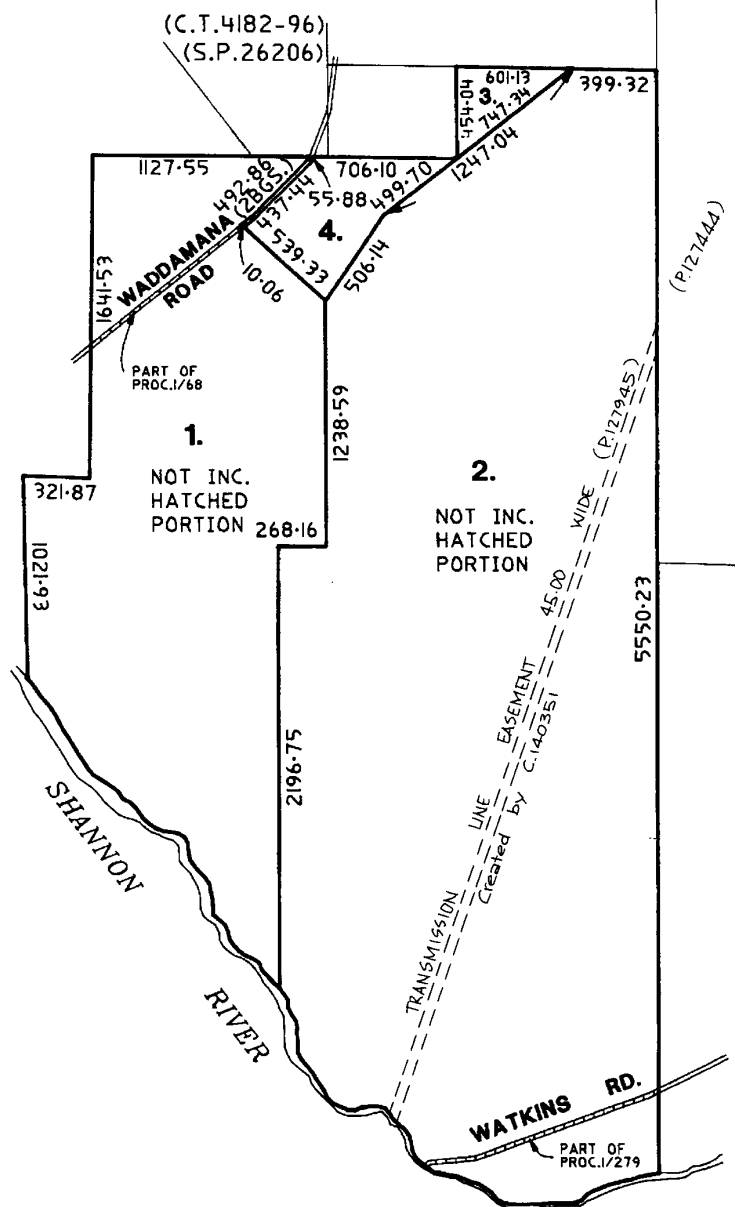 (C.T.4182-96)
(S.P.26206)
601·13
399·32
454·04
3.
747·34
1247·04
1127·55
706·10
492·86
(2BGS.)
437·44
55·88
499·70
4.
WADDAMANA
ROAD
539·33
506·14
10·06
1641·53
(P.127444)
PART OF
PROC.1/68
1.
NOT INC.
HATCHED
PORTION
1238·59
2.
NOT INC.
HATCHED
PORTION
321·87
268·16
1021·93
2196·75
5550·23
TRANSMISSION LINE EASEMENT 45.00 WIDE (P.127945)
Created by C.140351
SHANNON
RIVER
WATKINS RD.
PART OF
PROC.1/279